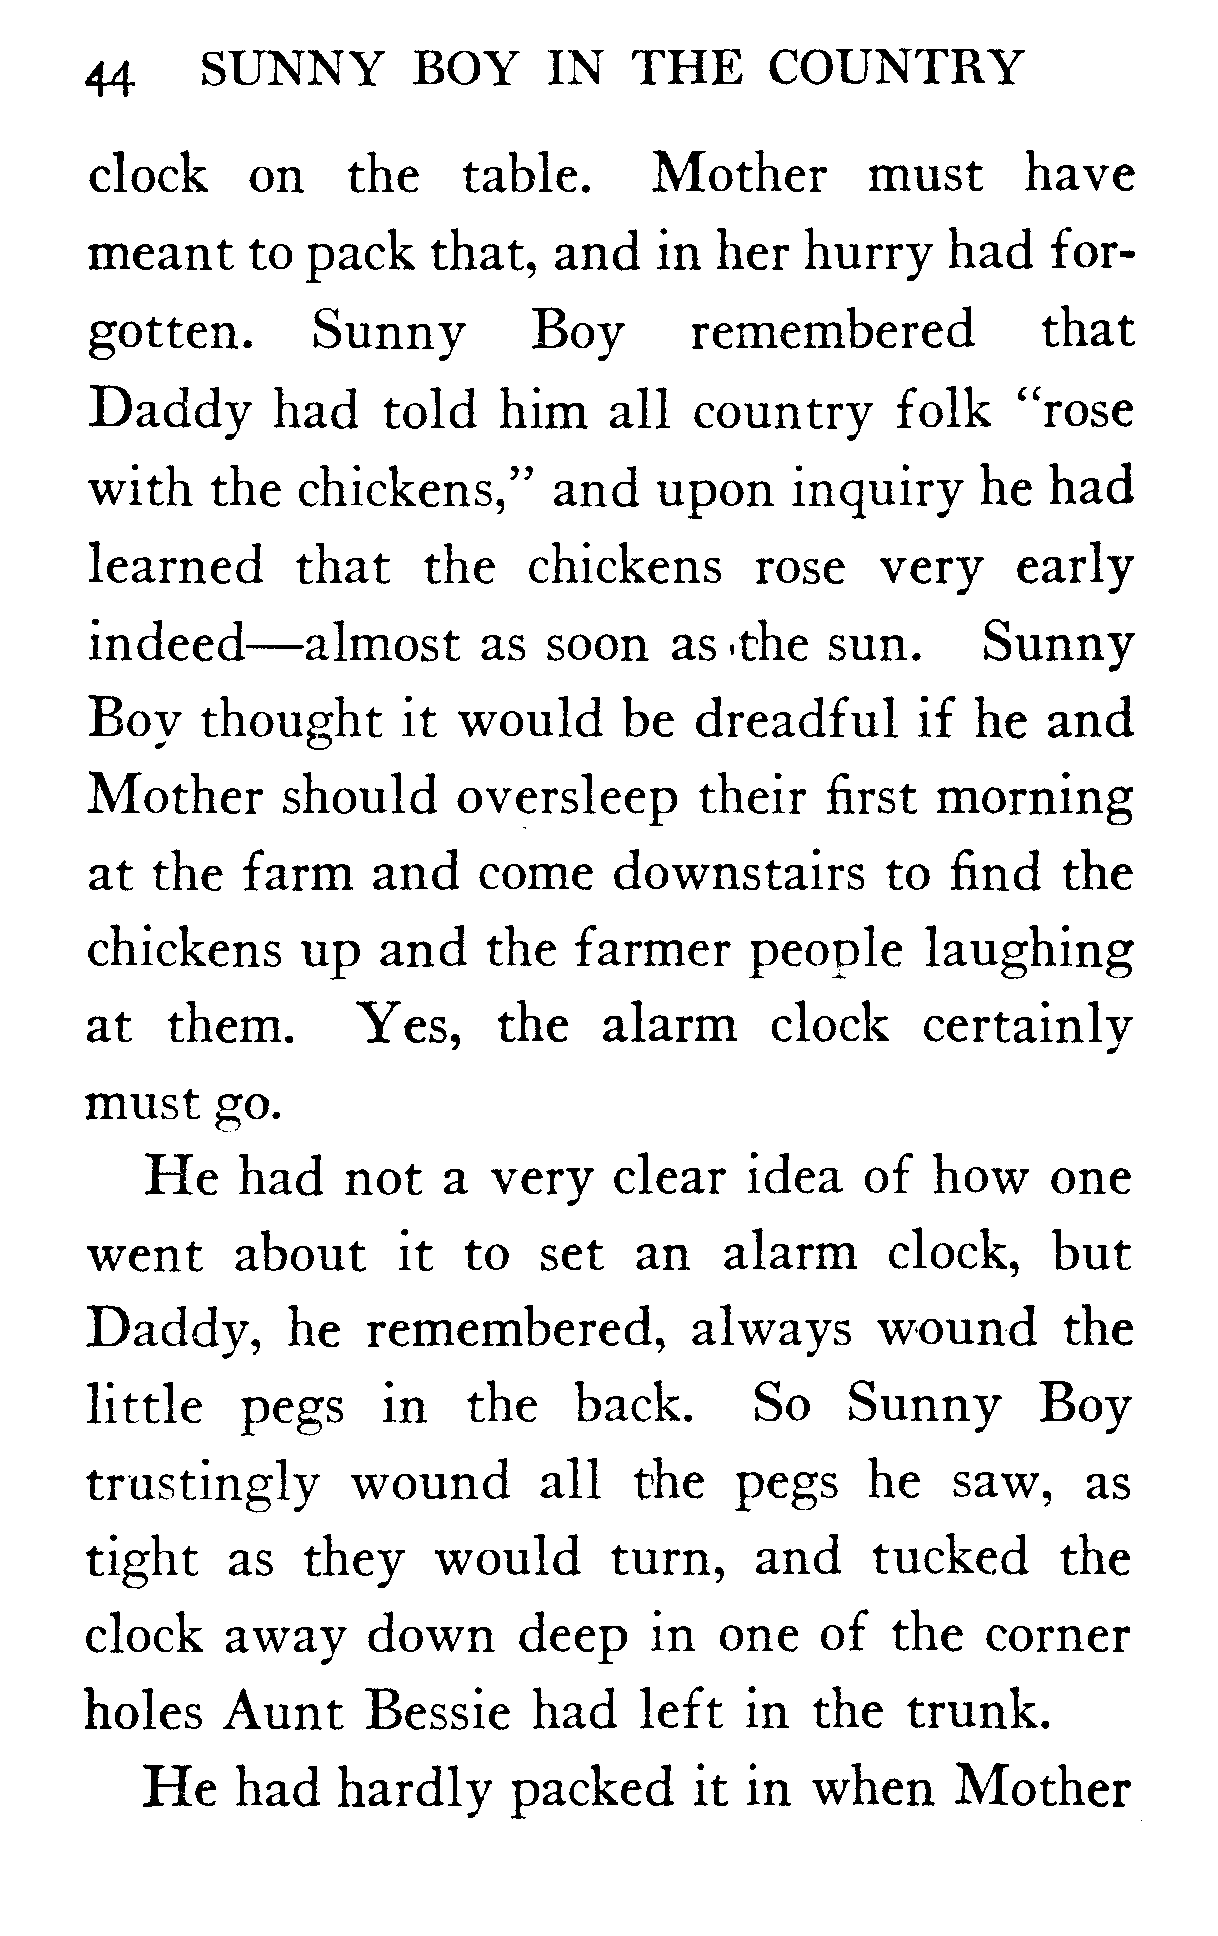 44 SUNNY BOY IN THE COUNTRY
clock on the table. Mother must have
meant to pack that, and in her hurry had for-
gotten. Sunny Boy remembered that
Daddy had told him all country folk “rose
with the chickens,” and upon inquiry he had
learned that the chickens rose very early
indeed—almost as soon as the sun. Sunny
Boy thought it would be dreadful if he and
Mother should oversleep their first morning
at the farm and come downstairs to find the
chickens up and the farmer people laughing
at them. Yes, the alarm clock certainly
must go.
He had not a very clear idea of how one
went about it to set an alarm clock, but
Daddy, he remembered, always wound the
little pegs in the back. So Sunny Boy
trustingly wound all the pegs he saw, as
tight as they would turn, and tucked the
clock away down deep in one of the corner
holes Aunt Bessie had left in the trunk.
He had hardly packed it in when Mother